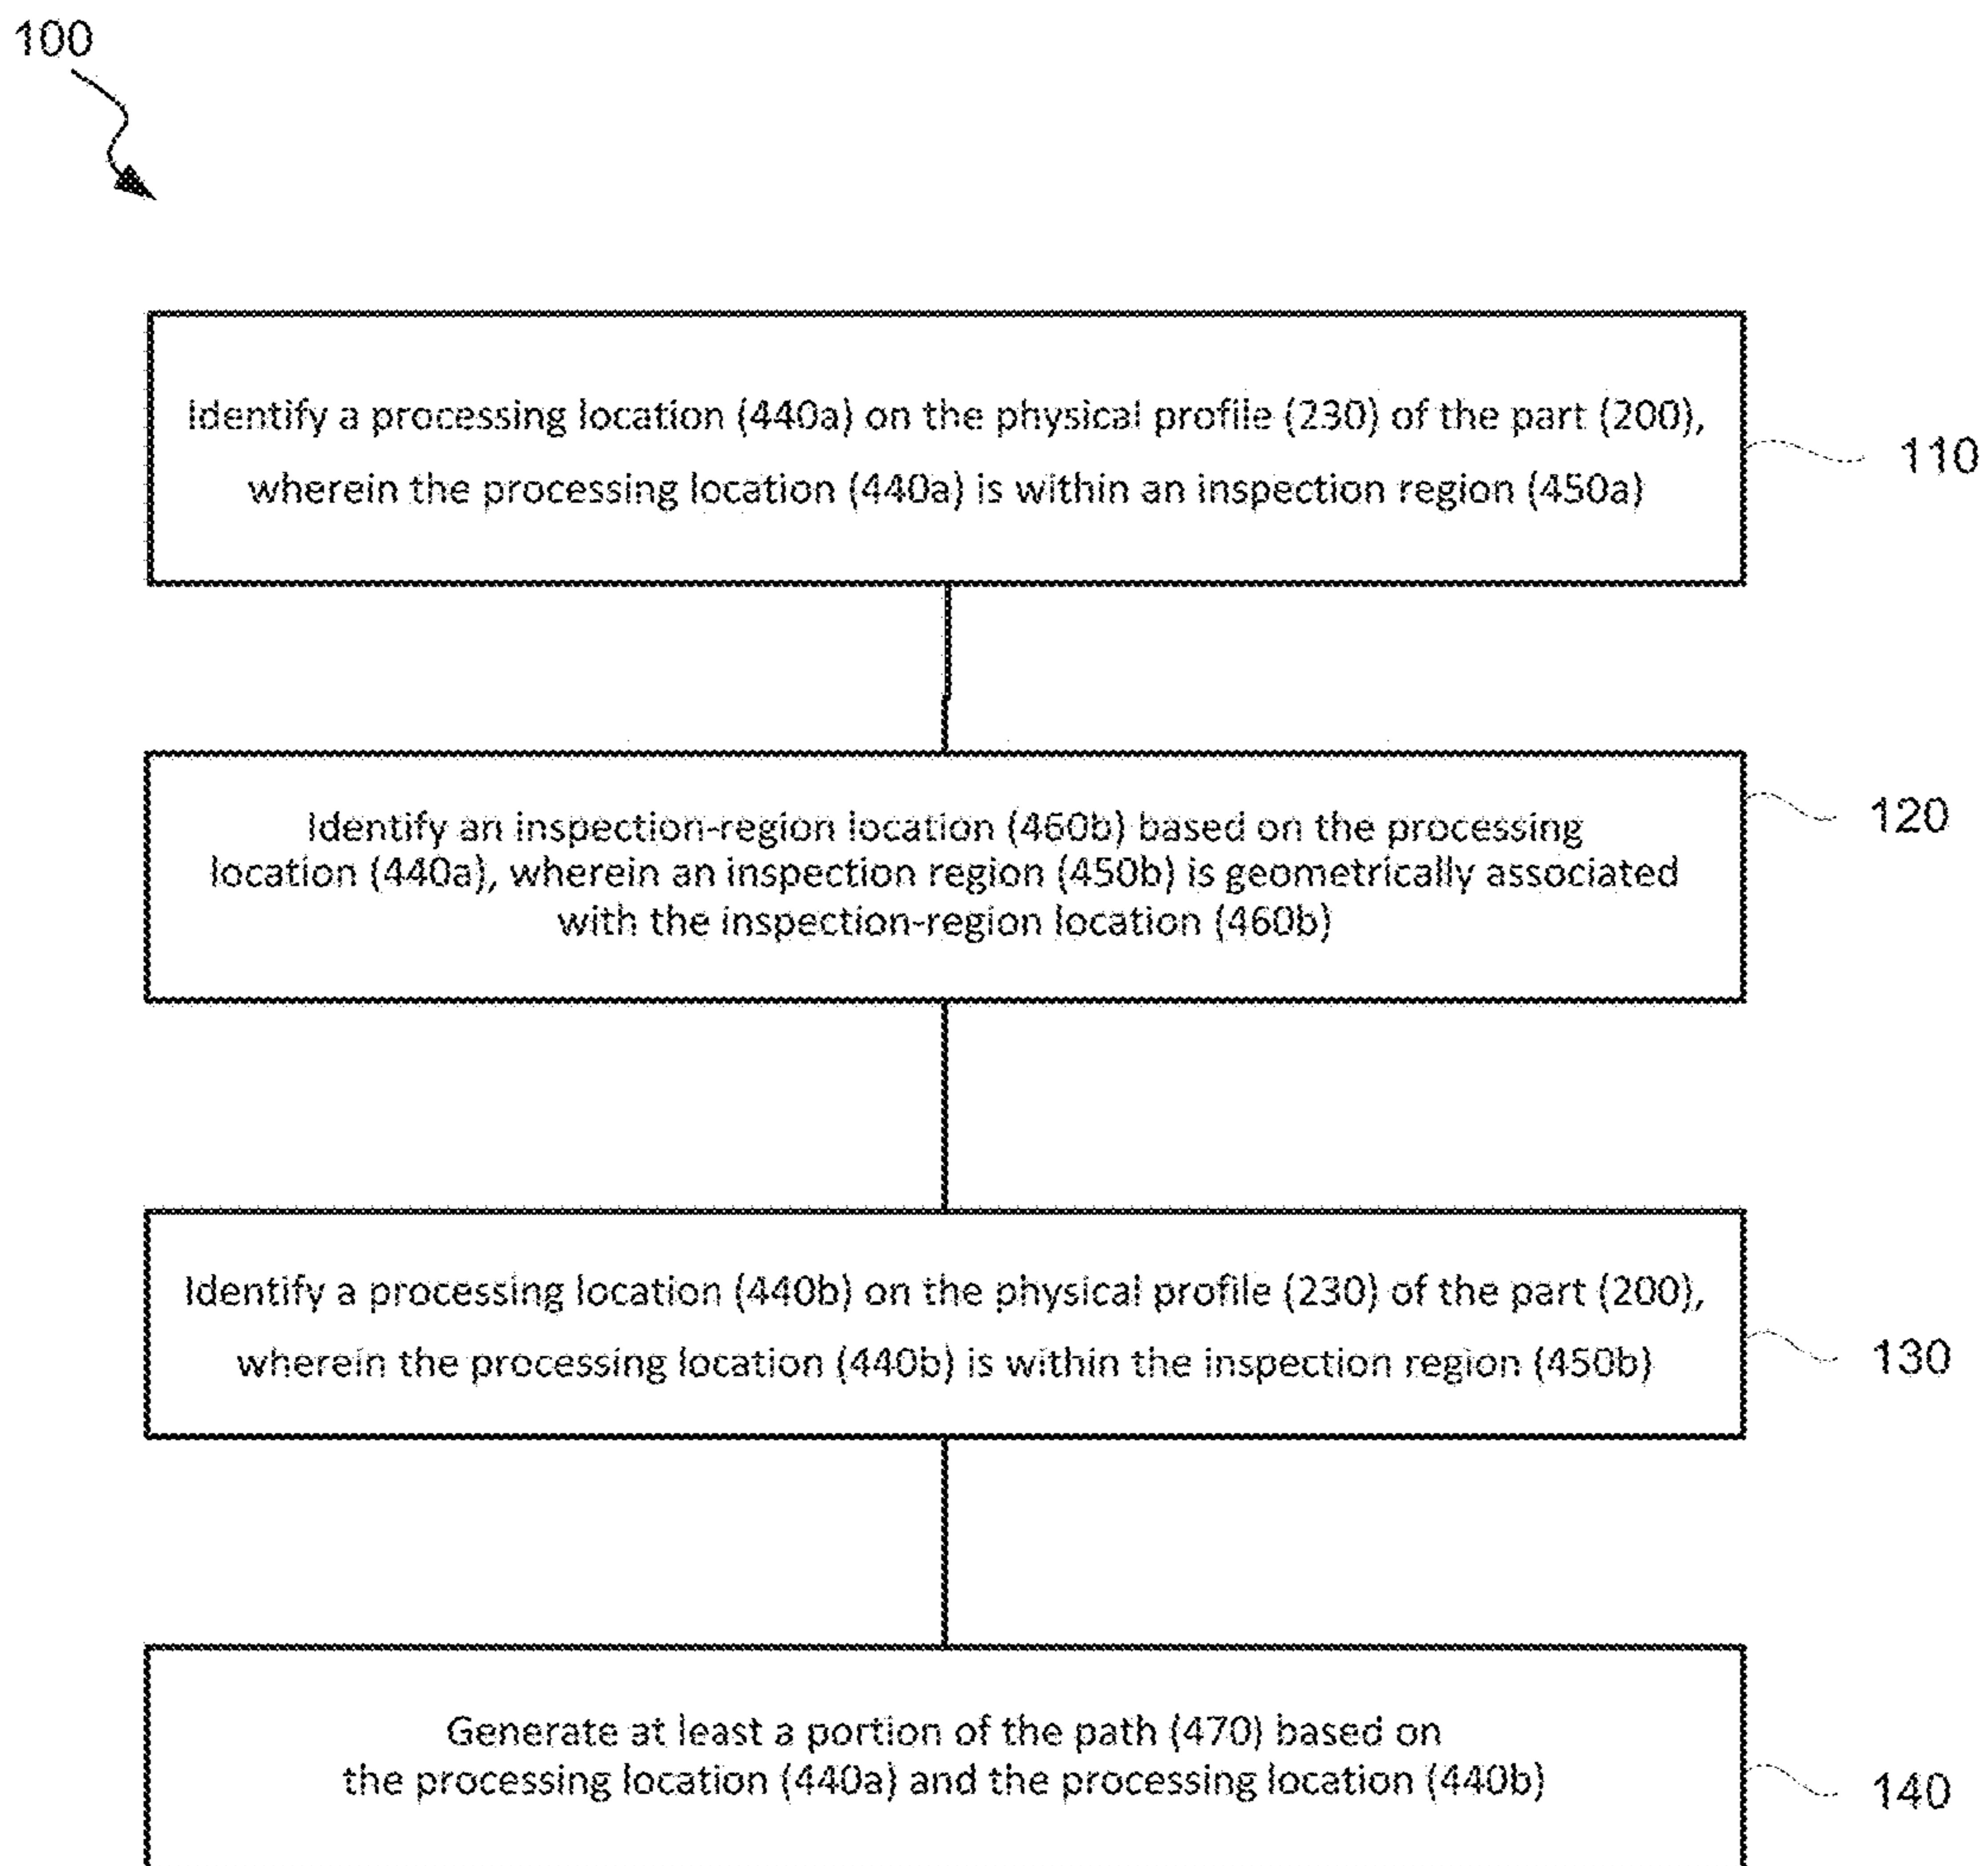 100
Identify a processing location (440a) on the physical profile (230) of the part (200),
wherein the processing location (440a) is within an inspection region (450a)
110
Identify an inspection-region location (460b) based on the processing
location (440a), wherein an inspection region (450b) is geometrically associated
with the inspection-region location (460b)
120
Identify a processing location (440b) on the physical profile (230) of the part (200),
wherein the processing location (440b) is within the inspection region (450b)
130
Generate at least a portion of the path (470) based on
the processing location (440a) and the processing location (440b)
140